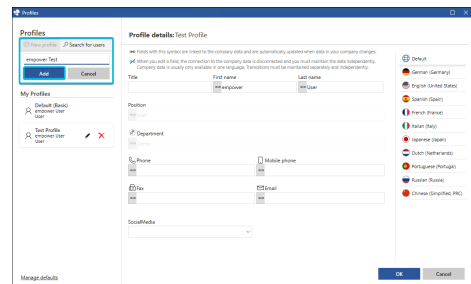 Profiles
Profiles
New profile
Search for users
empower Test
Add
Cancel
My Profiles
Default (Basic)
empower User
User
Test Profile
empower User
User
Manage defaults
Profile details: Test Profile
Fields with this symbol are linked to the company data and are automatically updated when data in your company changes.
When you edit a field, the connection to the company data is disconnected and you must maintain the data independently.
Company data is usually only available in one language. Translations must be maintained separately and independently.
Title
First name
Last name
empower
User
Position
Department
Phone
Mobile phone
Fax
Email
SocialMedia
Default
German (Germany)
English (United States)
Spanish (Spain)
French (France)
Italian (Italy)
Japanese (Japan)
Dutch (Netherlands)
Portuguese (Portugal)
Russian (Russia)
Chinese (Simplified, PRC)
OK
Cancel